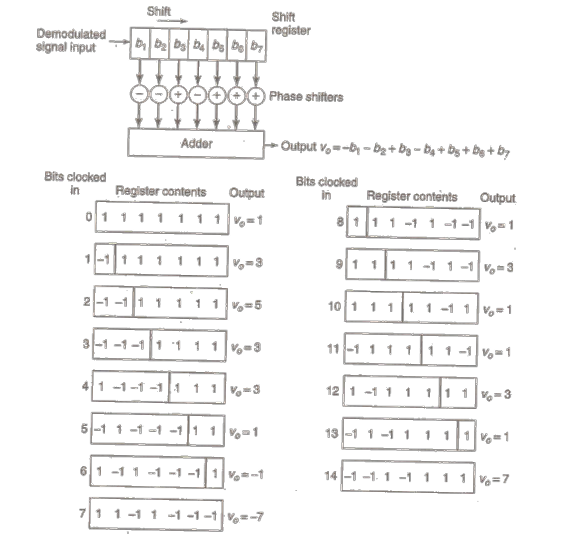 Shift
Shift register
Demodulated signal input
b1 b2 b3 b4 b5 b6 b7
− − + − + + +
Phase shifters
Adder
Output vo=−b1 − b2 + b3 − b4 + b5 + b6 + b7
Bits clocked in Register contents Output
0 1 1 1 1 1 1 1 vo=1
1 -1 1 1 1 1 1 1 vo=3
2 -1 -1 1 1 1 1 1 vo=5
3 -1 -1 -1 1 1 1 1 vo=3
4 1 -1 -1 -1 1 1 1 vo=3
5 -1 1 -1 -1 -1 1 1 vo=1
6 1 -1 1 -1 -1 -1 1 vo=-1
7 1 1 -1 1 -1 -1 -1 vo=-7
Bits clocked in Register contents Output
8 1 1 1 -1 1 -1 -1 vo=1
9 1 1 1 1 -1 1 -1 vo=3
10 1 1 1 1 1 -1 1 vo=1
11 -1 1 1 1 1 1 -1 vo=1
12 1 -1 1 1 1 1 1 vo=3
13 -1 1 -1 1 1 1 1 vo=1
14 -1 -1 1 -1 1 1 1 vo=7